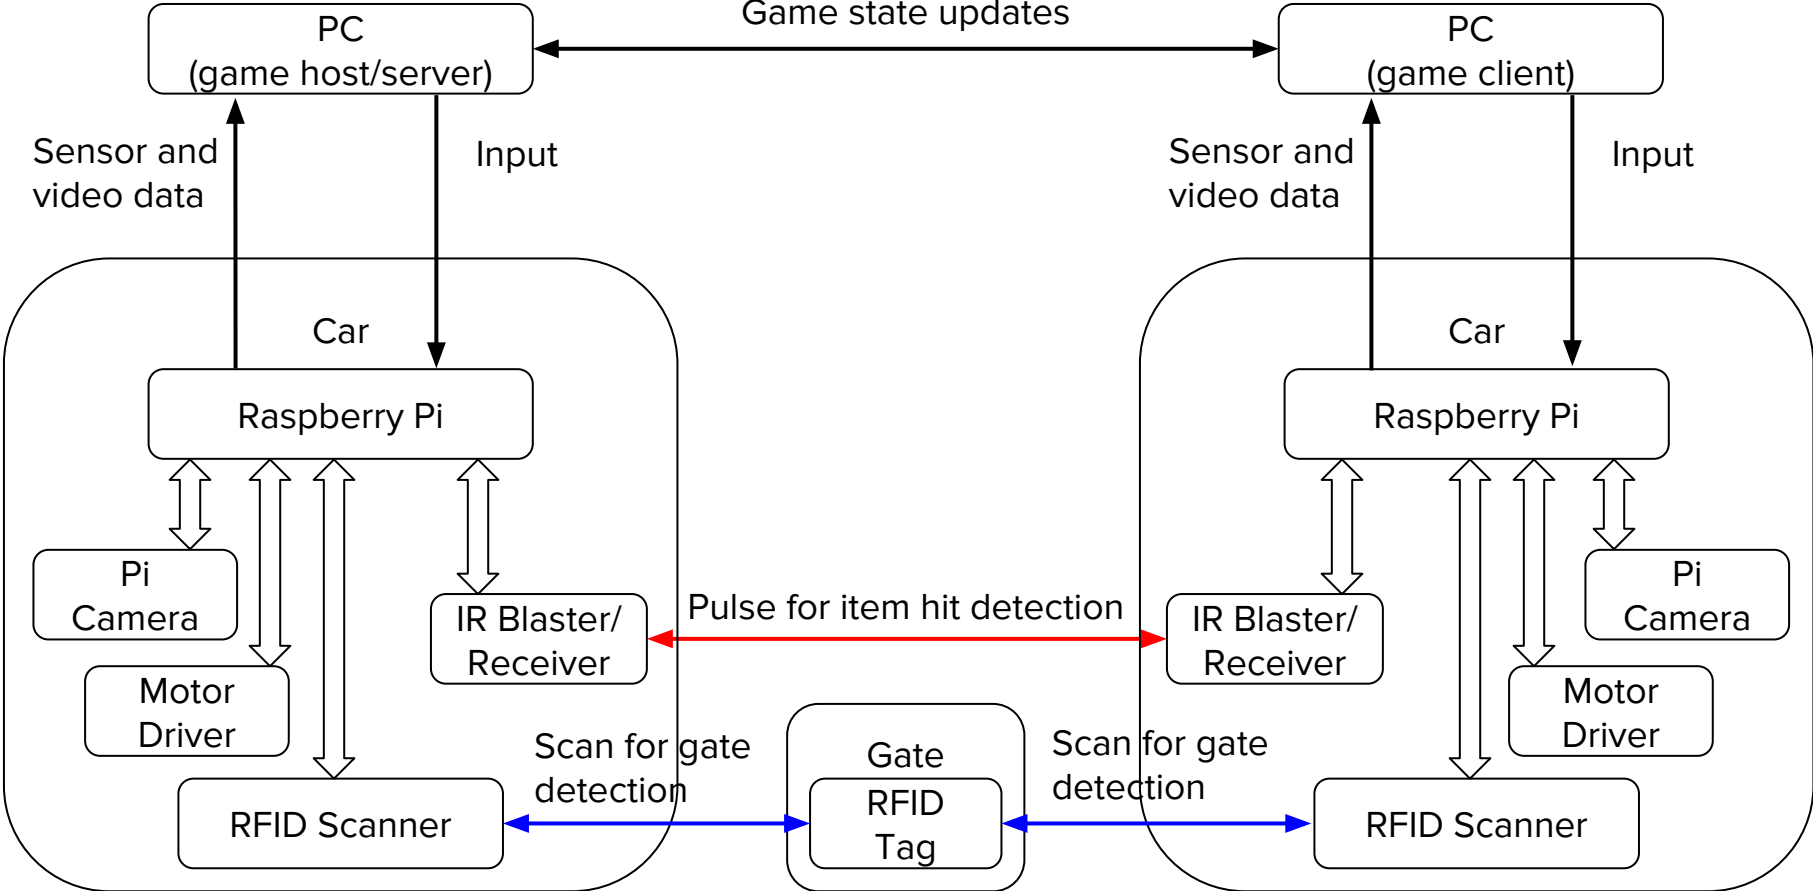 Game state updates
PC
(game host/server)
PC
(game client)
Sensor and
video data
Input
Sensor and
video data
Input
Car
Car
Raspberry Pi
Raspberry Pi
Pi
Camera
IR Blaster/
Receiver
Pulse for item hit detection
IR Blaster/
Receiver
Pi
Camera
Motor
Driver
Motor
Driver
Scan for gate
detection
Gate
Scan for gate
detection
RFID Scanner
RFID
Tag
RFID Scanner